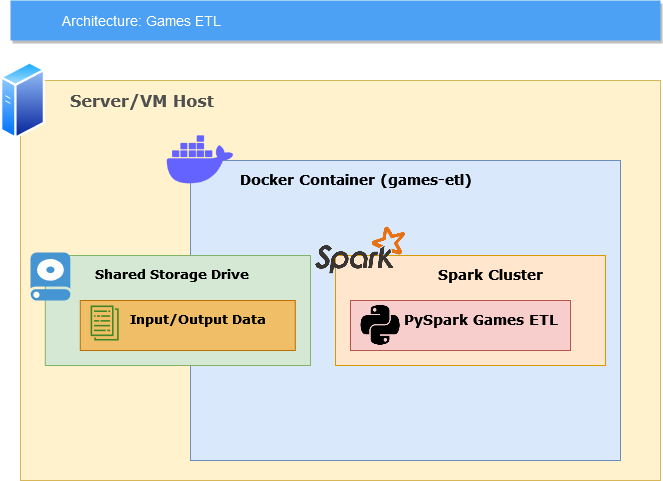 Architecture: Games ETL
Server/VM Host
Docker Container (games-etl)
Spark
Shared Storage Drive
Spark Cluster
Input/Output Data
PySpark Games ETL